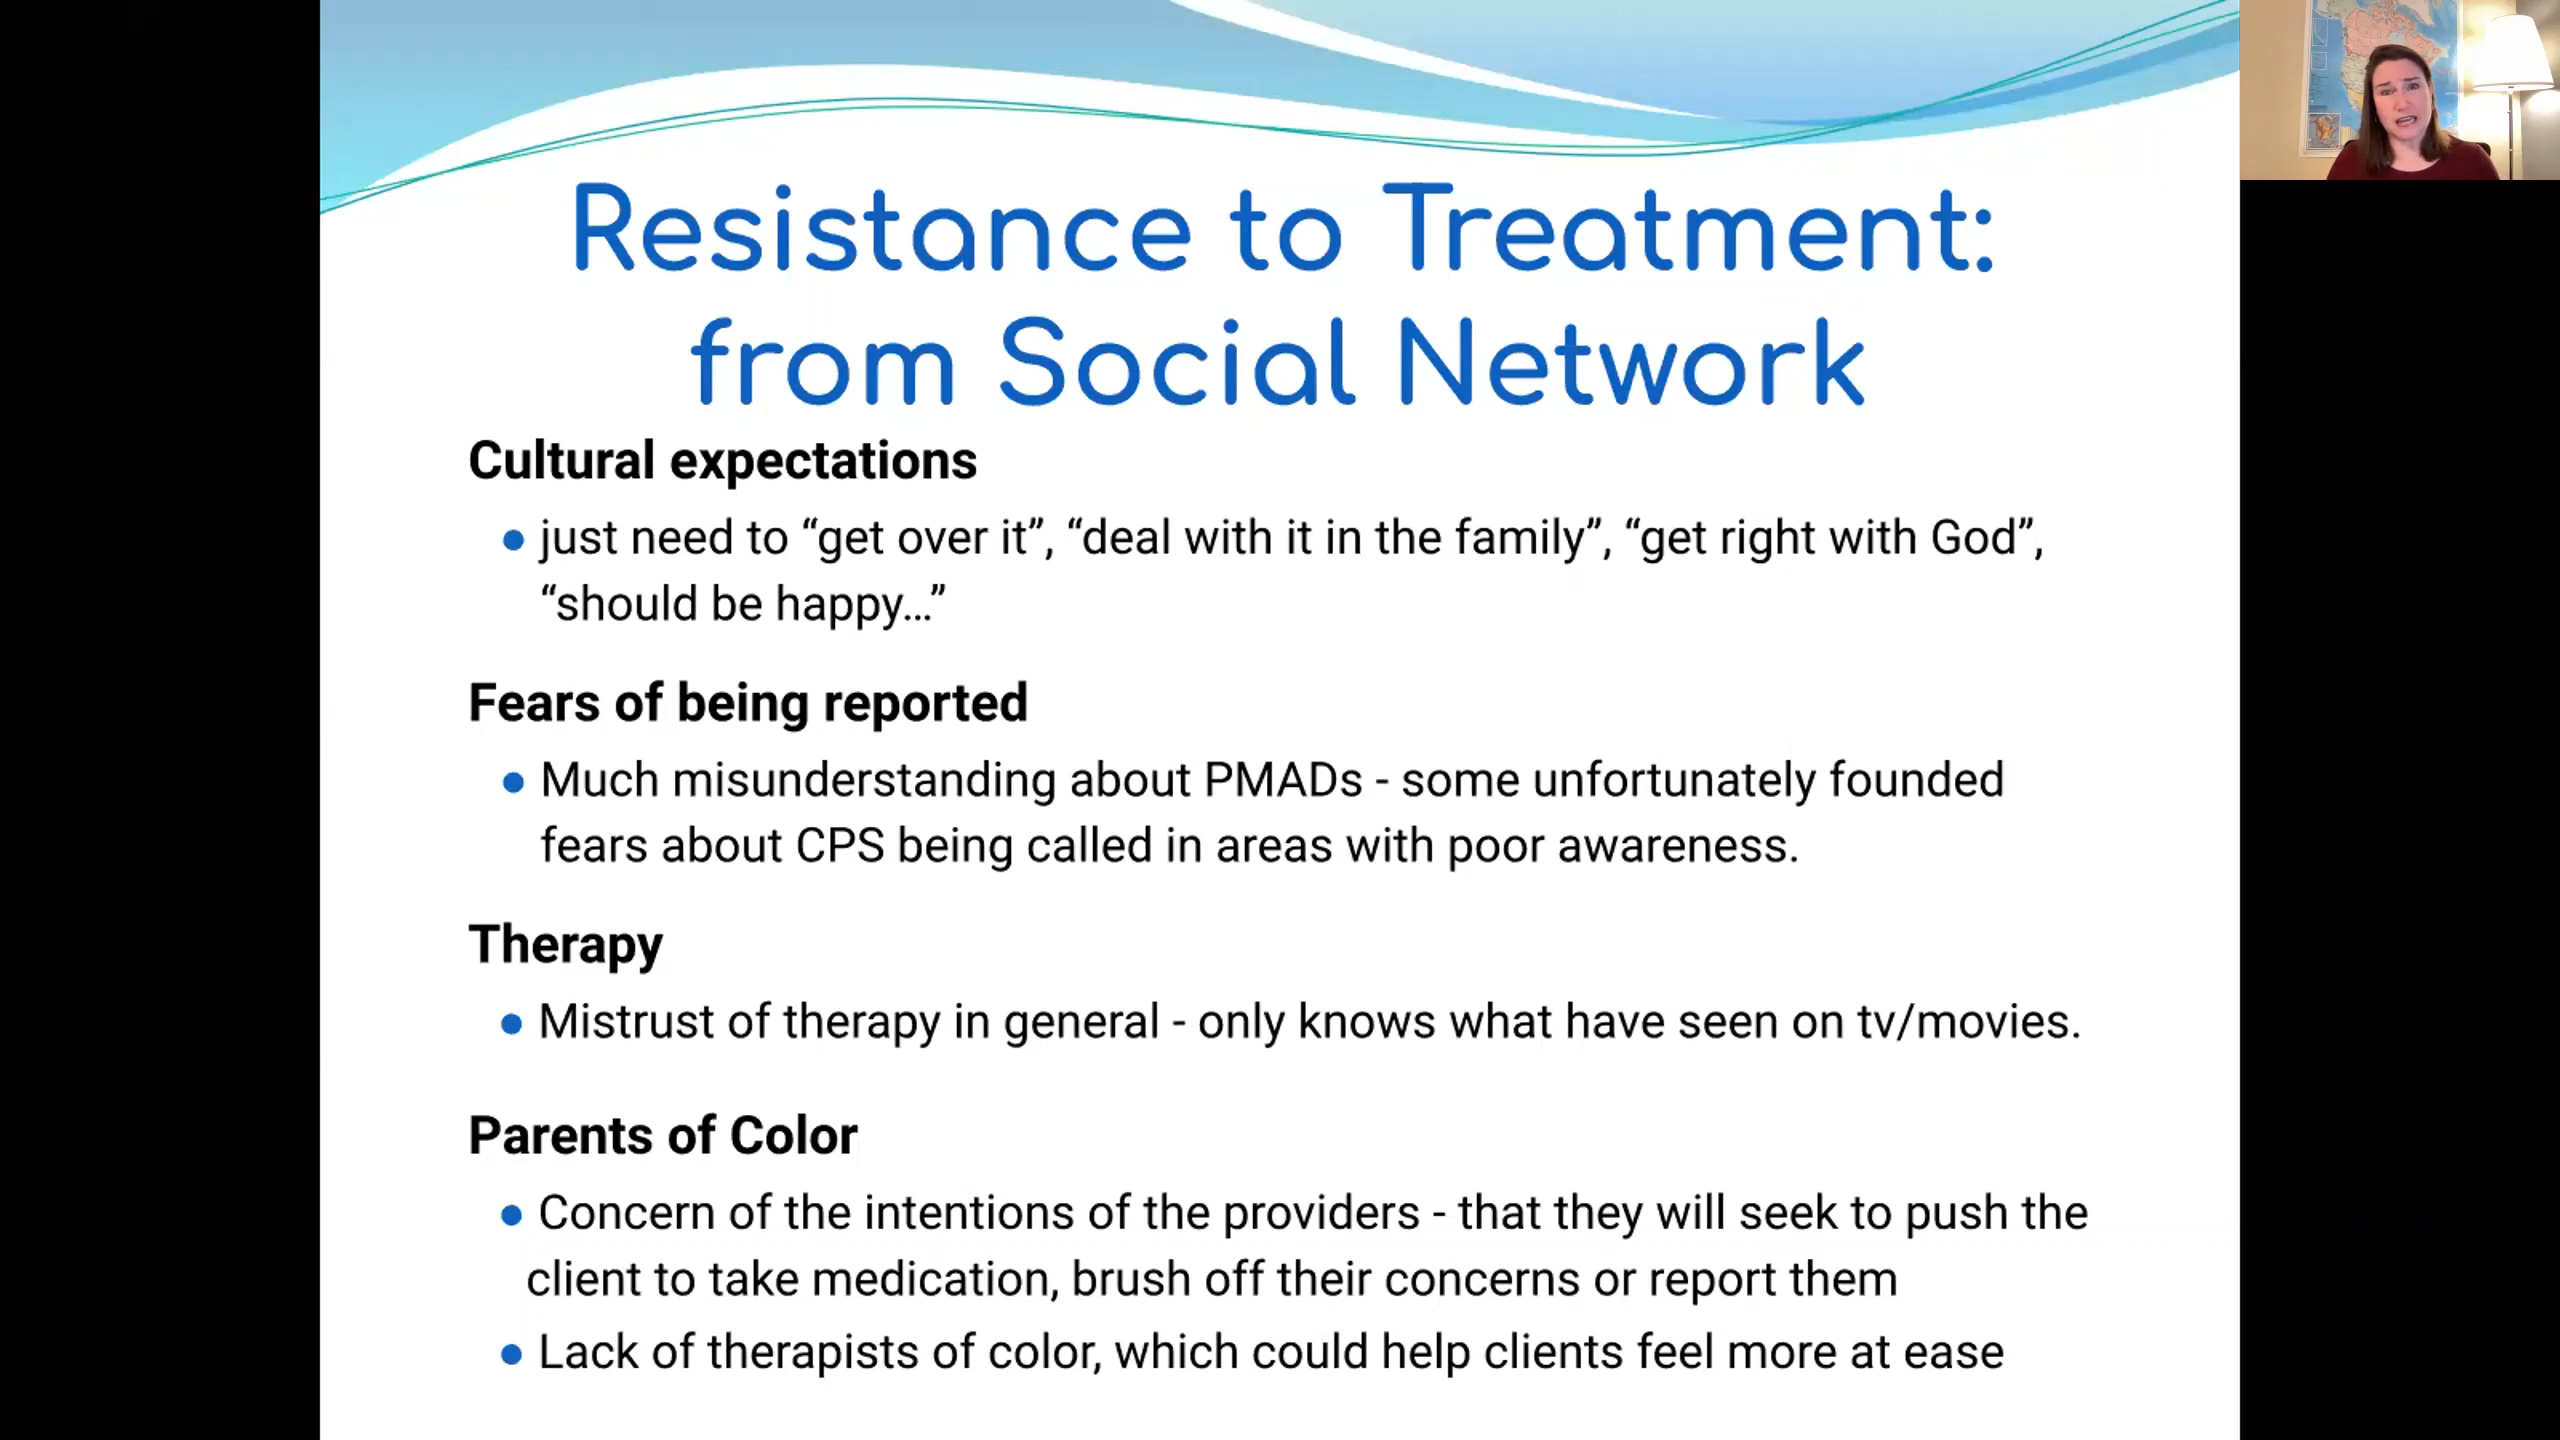 Resistance to Treatment:
from Social Network
Cultural expectations
● just need to “get over it”, “deal with it in the family”, “get right with God”,
“should be happy…”
Fears of being reported
● Much misunderstanding about PMADs - some unfortunately founded
fears about CPS being called in areas with poor awareness.
Therapy
● Mistrust of therapy in general - only knows what have seen on tv/movies.
Parents of Color
● Concern of the intentions of the providers - that they will seek to push the
client to take medication, brush off their concerns or report them
● Lack of therapists of color, which could help clients feel more at ease